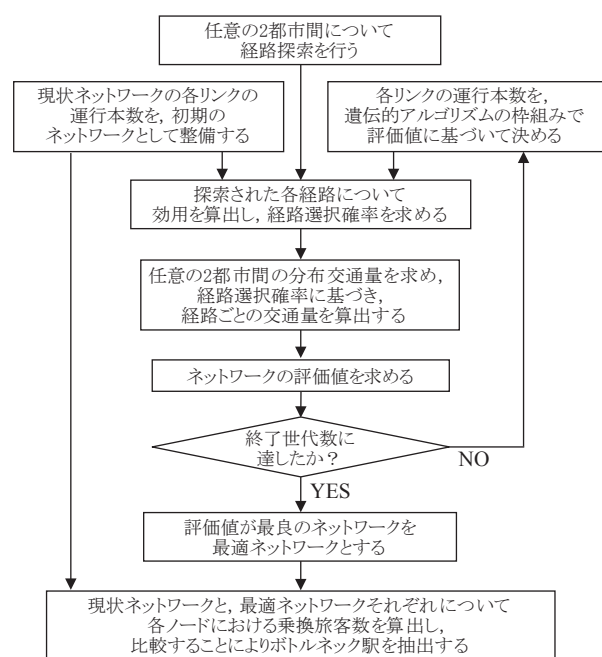 任意の2都市間について
経路探索を行う
現状ネットワークの各リンクの
運行本数を，初期の
ネットワークとして整備する
各リンクの運行本数を，
遺伝的アルゴリズムの枠組みで
評価値に基づいて決める
探索された各経路について
効用を算出し，経路選択確率を求める
任意の2都市間の分布交通量を求め，
経路選択確率に基づき，
経路ごとの交通量を算出する
ネットワークの評価値を求める
終了世代数に
達したか？
NO
YES
評価値が最良のネットワークを
最適ネットワークとする
現状ネットワークと，最適ネットワークそれぞれについて
各ノードにおける乗換旅客数を算出し，
比較することによりボトルネック駅を抽出する